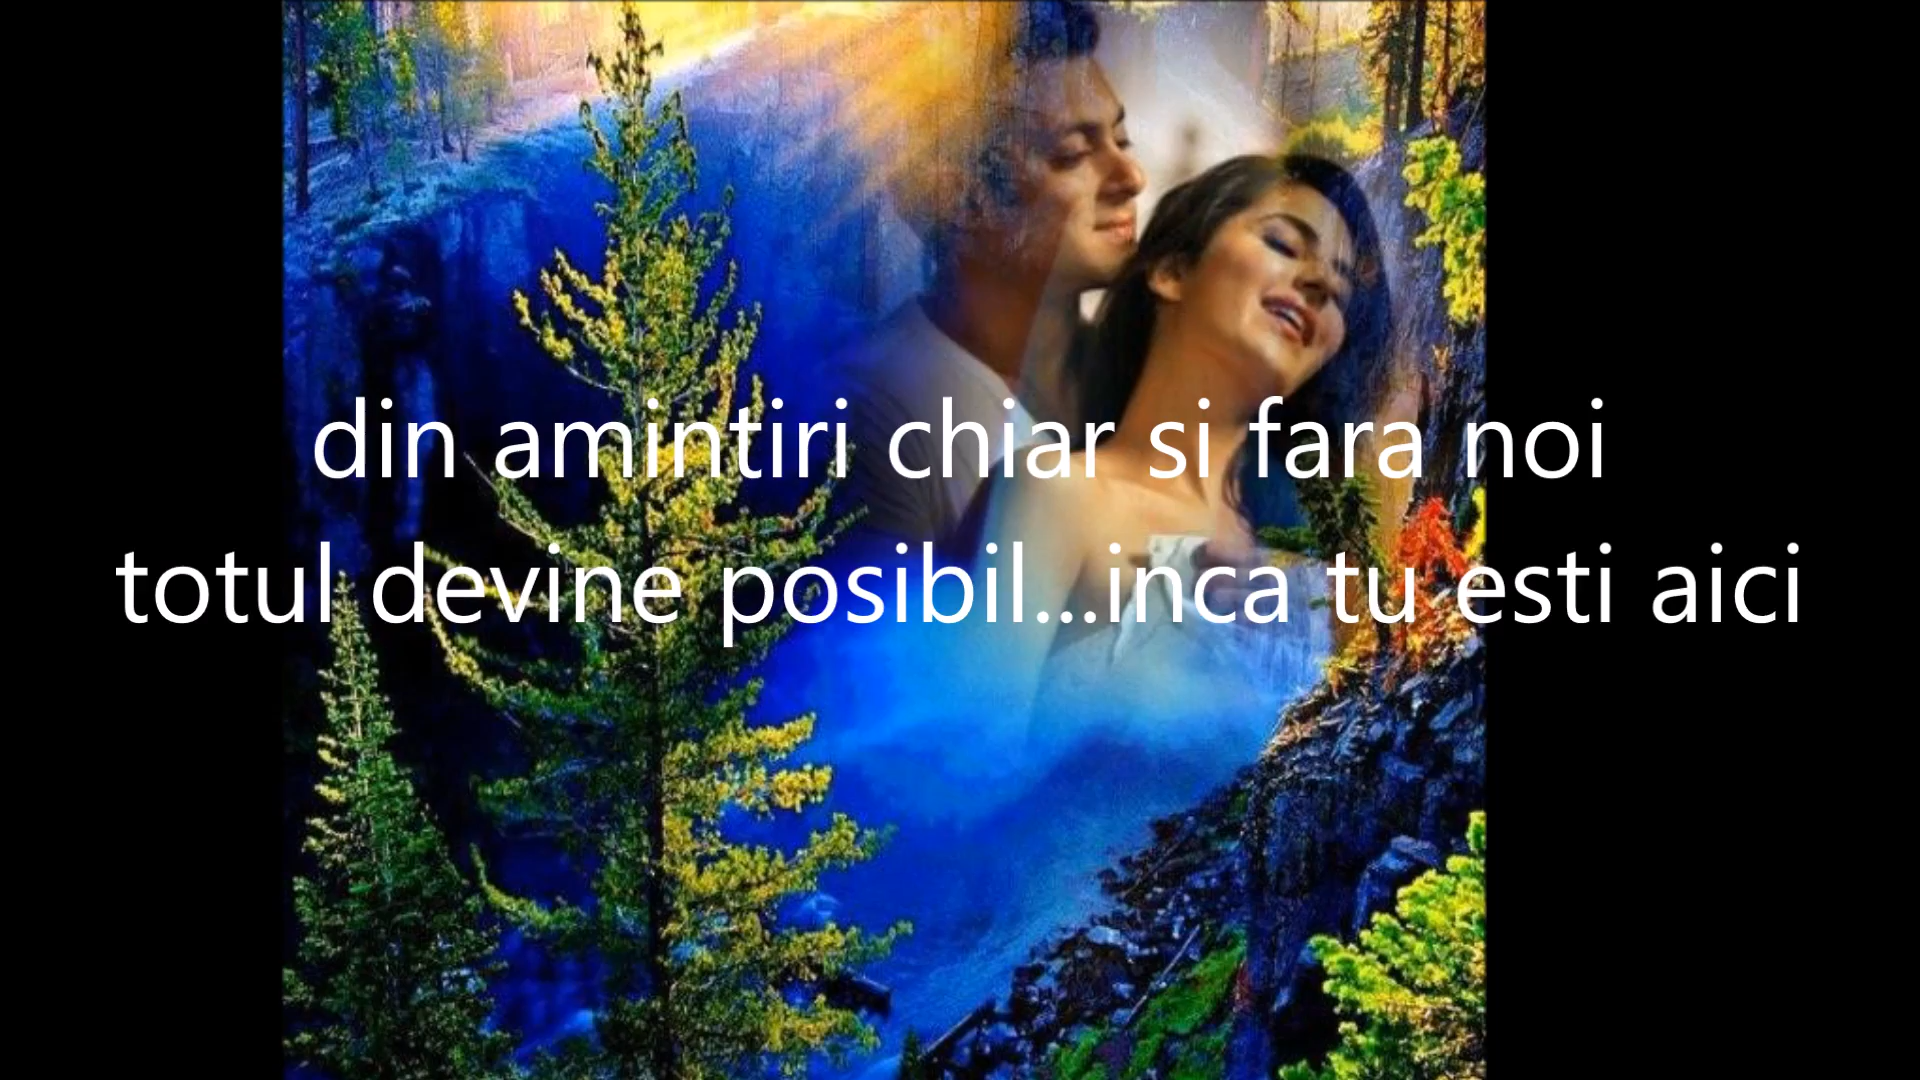 din amintiri chiar si fara noi
totul devine posibil...inca tu esti aici